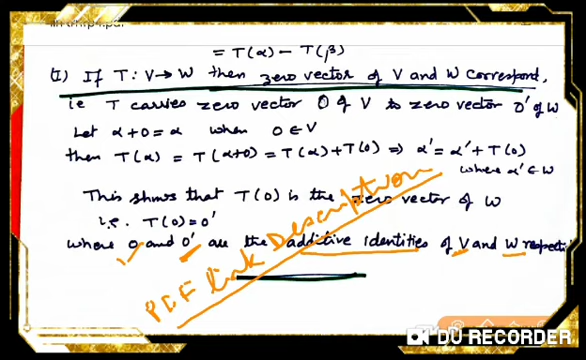 = T(α) – T(β)
(I) If T: V→W then zero vector of V and W correspond,
i.e T carries zero vector 0 of V to zero vector 0' of W
Let α+0=α when 0∈V
then T(α) = T(α+0) = T(α)+T(0) ⇒ α'=α'+T(0)
where α'∈W
This shows that T(0) is the zero vector of W
i.e. T(0)=0'
where 0 and 0' are the additive identities of V and W
PDF link Description
DU RECORDER